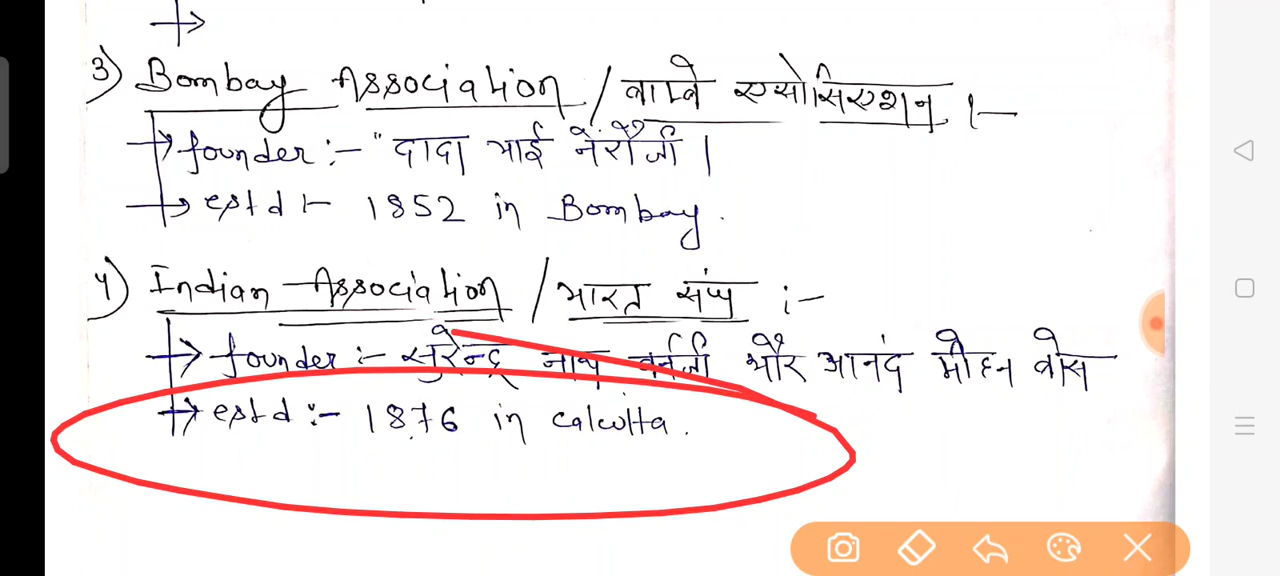 3) Bombay Association / बाम्बे एसोसिएशन :-
→ founder :- "दादा भाई नैरोजी |
→ estd :- 1852 in Bombay.
4) Indian Association / भारत संघ :-
→ founder :- सुरेन्द्र नाथ बनर्जी और आनंद मोहन बोस
→ estd :- 1876 in Calcutta.